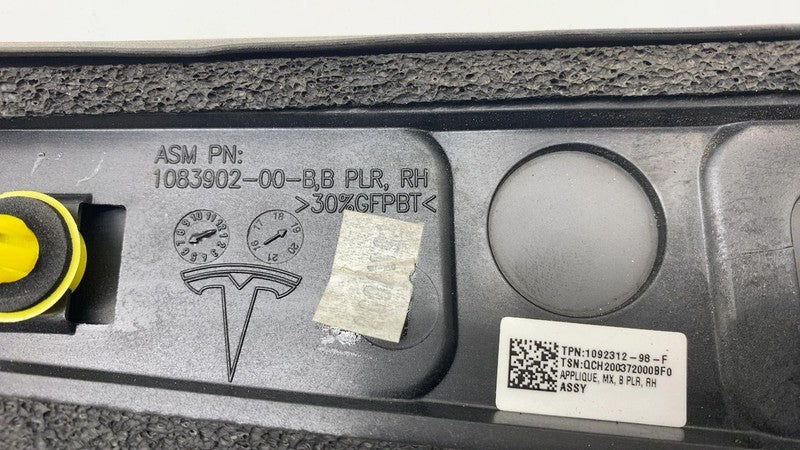 ASM PN:
1083902-00-B,B PLR, RH
>30%GFPBT<
TPN:1092312-98-F
TSN:QCH200372000BF0
APPLIQUE, MX, B PLR, RH
ASSY